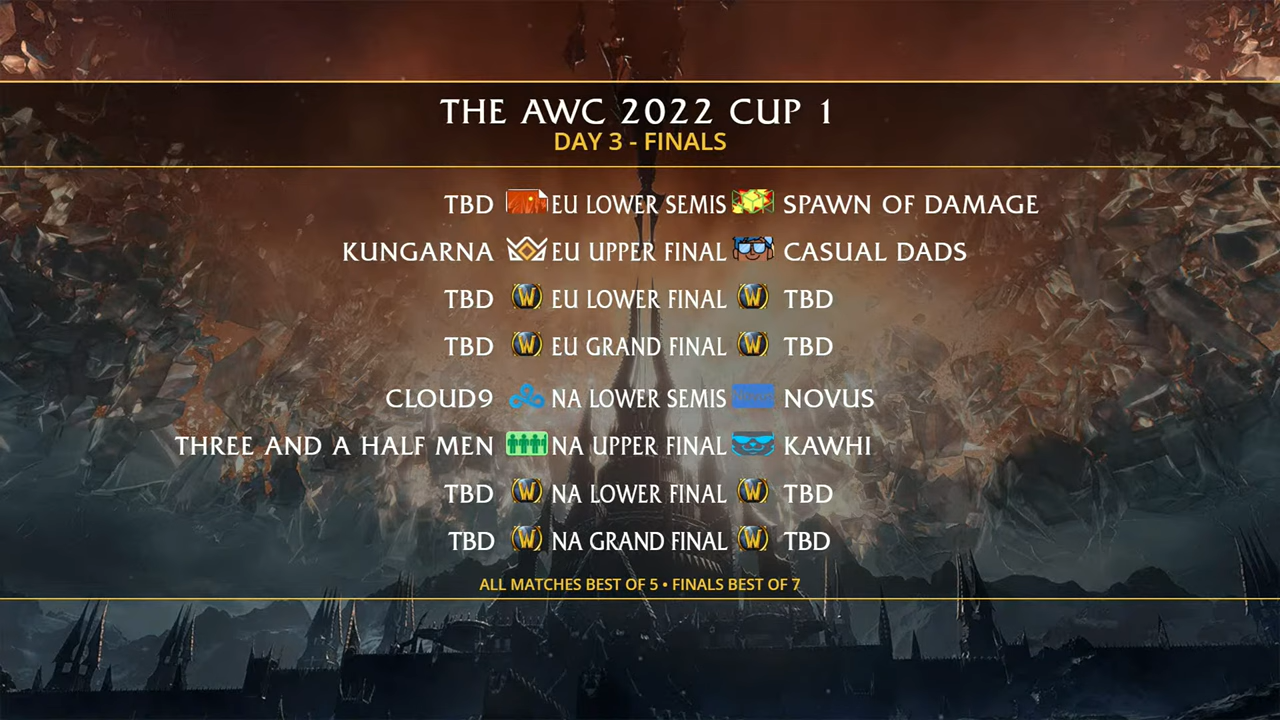 THE AWC 2022 CUP 1
DAY 3 - FINALS
TBD EU LOWER SEMIS SPAWN OF DAMAGE
KUNGARNA EU UPPER FINAL CASUAL DADS
TBD W EU LOWER FINAL W TBD
TBD W EU GRAND FINAL W TBD
CLOUD9 NA LOWER SEMIS NOVUS
THREE AND A HALF MEN NA UPPER FINAL KAWHI
TBD W NA LOWER FINAL W TBD
TBD W NA GRAND FINAL W TBD
ALL MATCHES BEST OF 5 • FINALS BEST OF 7